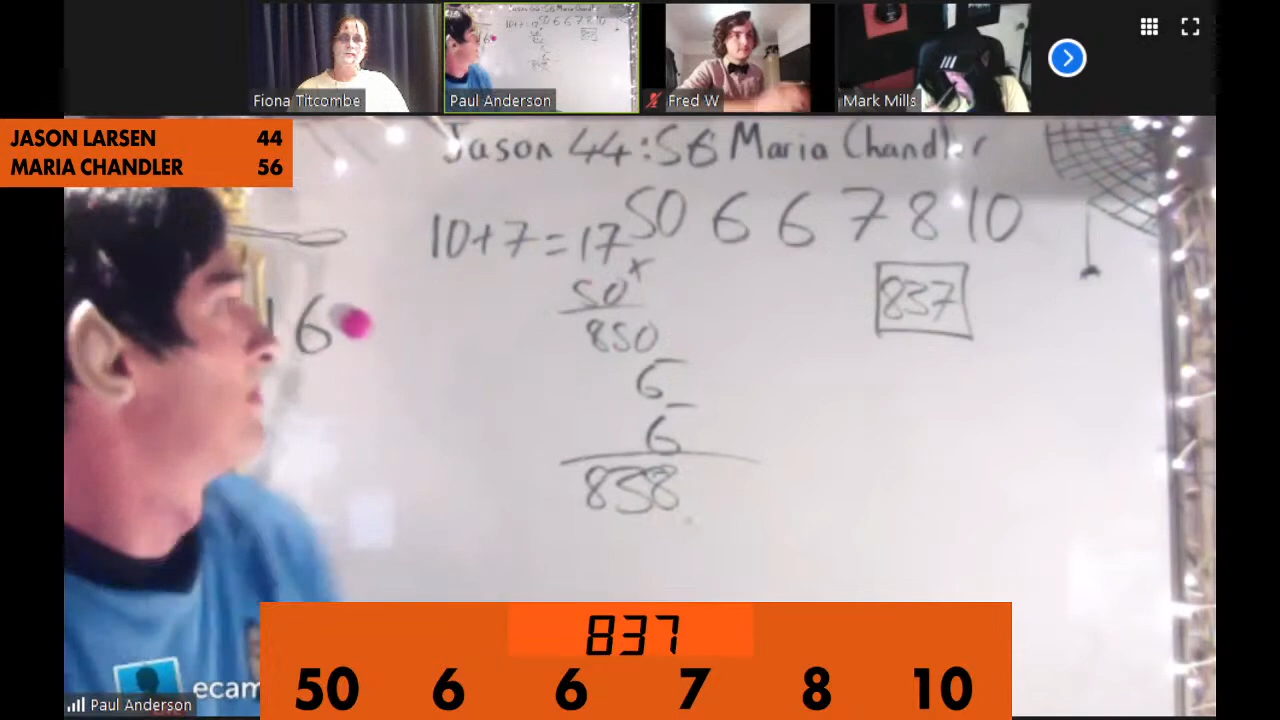 Fiona Titcombe
Paul Anderson
Fred W
Mark Mills
JASON LARSEN 44
MARIA CHANDLER 56
Jason 44:56 Maria Chandler
50 6 6 7 8 10
10+7=17
x
50
850
6-
6-
838
837
16
837
50 6 6 7 8 10
ecam
Paul Anderson